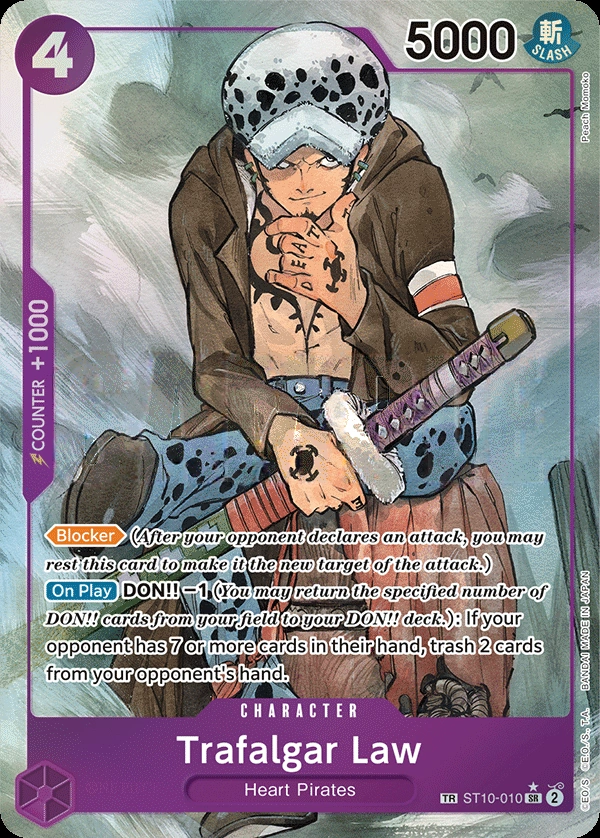 4
5000
斬
SLASH
Peach Momoko
DEATH
COUNTER +1000
Blocker (After your opponent declares an attack, you may
rest this card to make it the new target of the attack.)
On Play DON!! −1 (You may return the specified number of
DON!! cards from your field to your DON!! deck.): If your
opponent has 7 or more cards in their hand, trash 2 cards
from your opponent's hand.
CHARACTER
Trafalgar Law
Heart Pirates
TR ST10-010 SR 2
©E.O/S. ©E.O./S., T.A. BANDAI MADE IN JAPAN